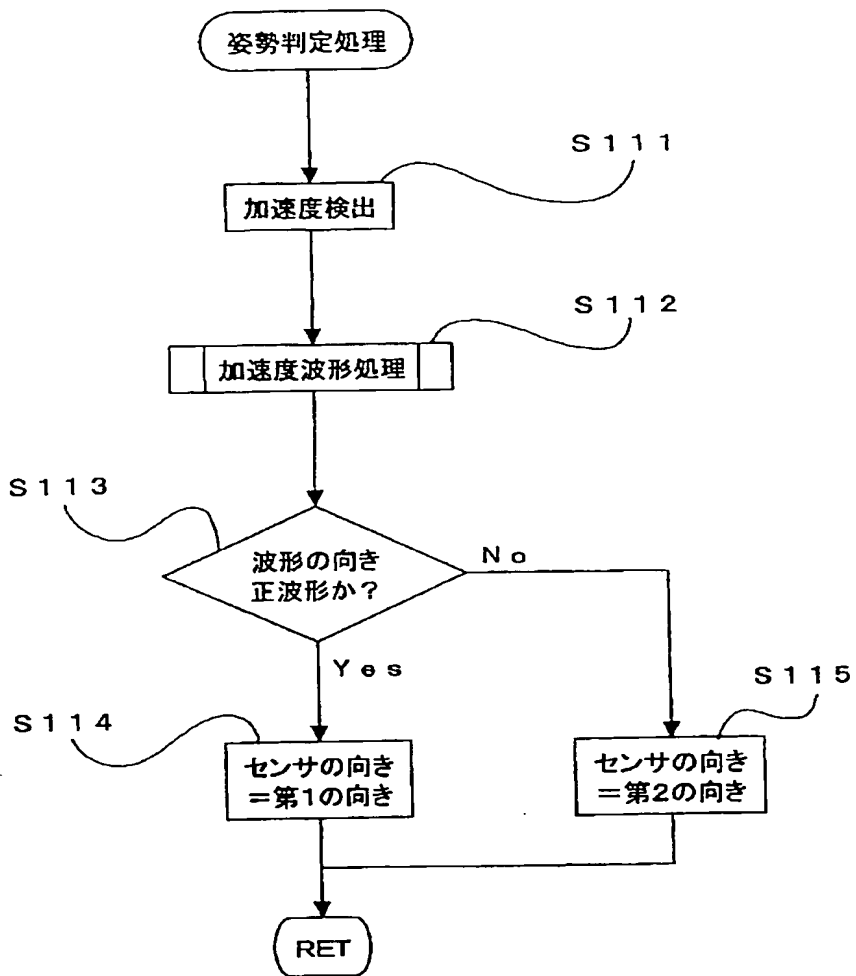 姿勢判定処理
S111
加速度検出
S112
加速度波形処理
S113
波形の向き
正波形か?
No
Yes
S114
センサの向き
=第1の向き
S115
センサの向き
=第2の向き
RET